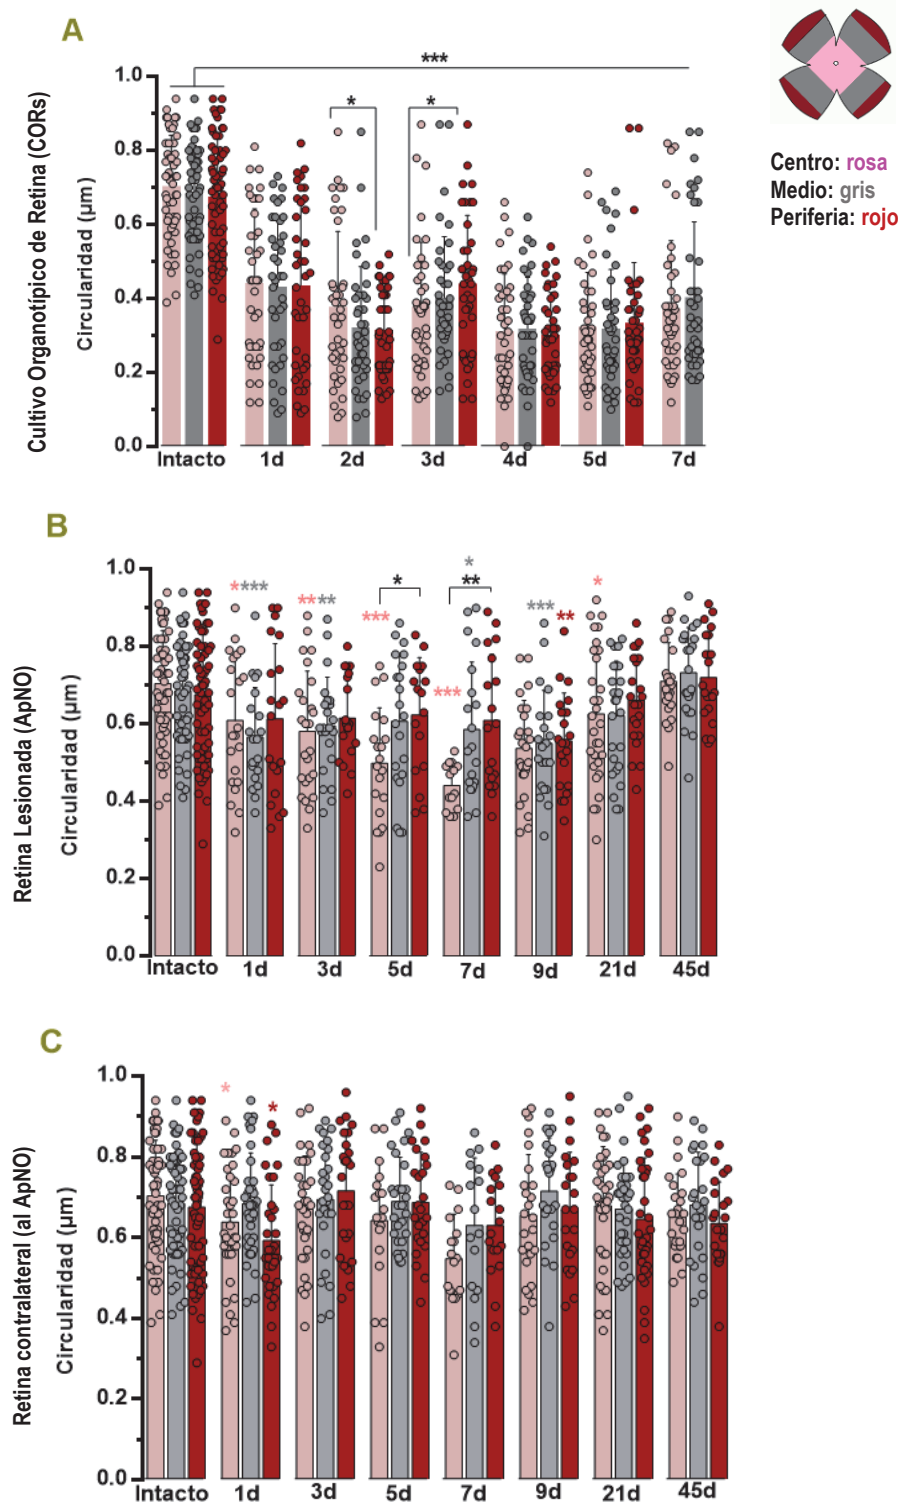 A
***
*
*
1.0
0.8
0.6
0.4
0.2
0.0
Cultivo Organotípico de Retina (CORs)
Circularidad (µm)
Intacto 1d 2d 3d 4d 5d 7d
Centro: rosa
Medio: gris
Periferia: rojo
B
* *** ** ** *** * *** * ** *** ** *
1.0
0.8
0.6
0.4
0.2
0.0
Retina Lesionada (ApNO)
Circularidad (µm)
Intacto 1d 3d 5d 7d 9d 21d 45d
C
* *
1.0
0.8
0.6
0.4
0.2
0.0
Retina contralateral (al ApNO)
Circularidad (µm)
Intacto 1d 3d 5d 7d 9d 21d 45d